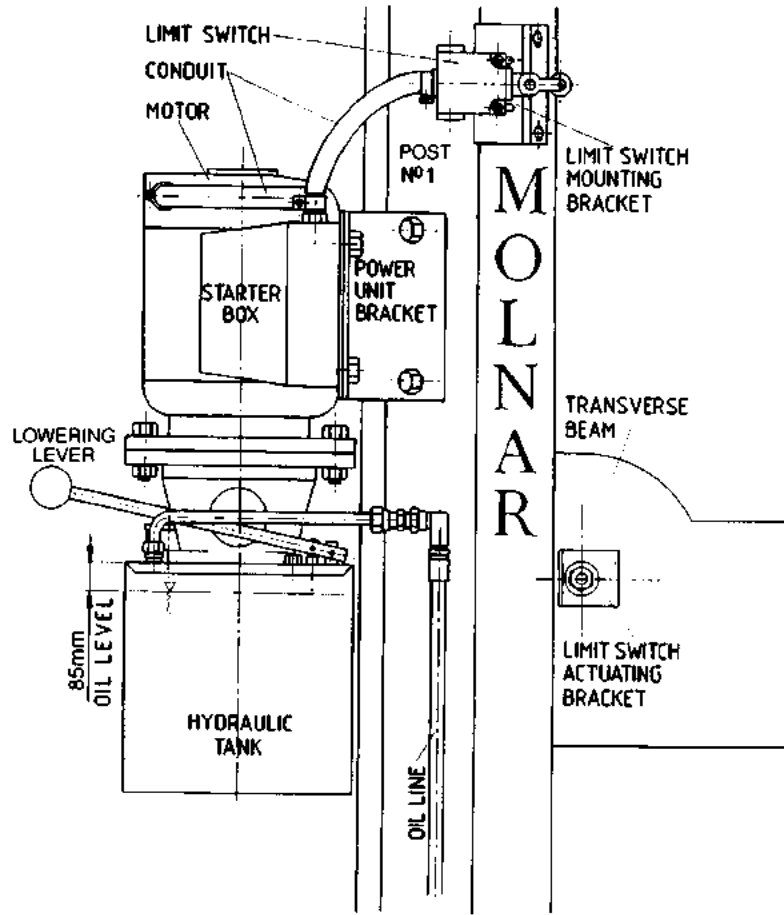 LIMIT SWITCH
CONDUIT
MOTOR
POST
Nº1
LIMIT SWITCH
MOUNTING
BRACKET
MOLNAR
STARTER
BOX
POWER
UNIT
BRACKET
TRANSVERSE
BEAM
LOWERING
LEVER
85mm
OIL LEVEL
LIMIT SWITCH
ACTUATING
BRACKET
HYDRAULIC
TANK
OIL LINE